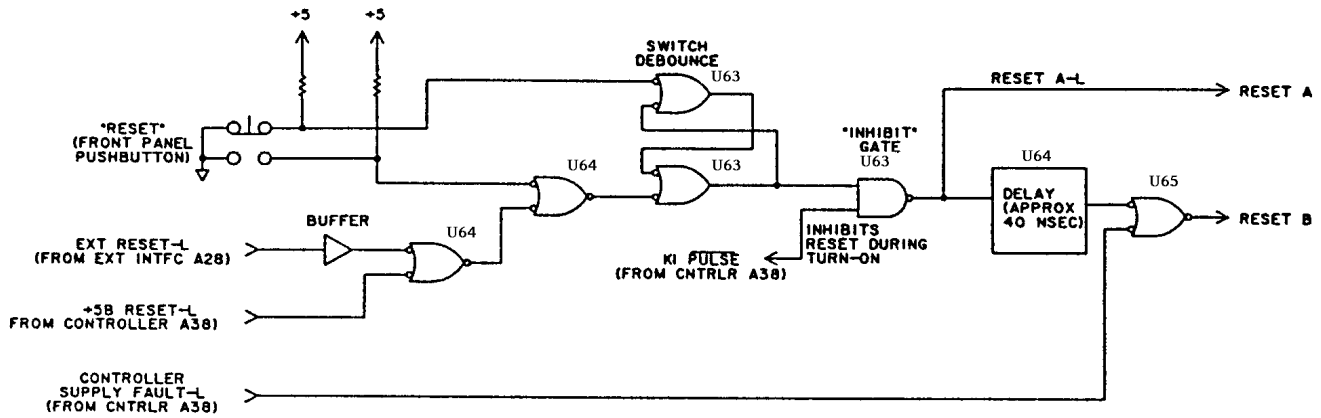 +5
+5
SWITCH
DEBOUNCE
U63
RESET A-L
RESET A
"RESET"
(FRONT PANEL
PUSHBUTTON)
U64
U63
"INHIBIT"
GATE
U63
U64
DELAY
(APPROX
40 NSEC)
U65
RESET B
BUFFER
U64
EXT RESET-L
(FROM EXT INTFC A28)
INHIBITS
RESET DURING
TURN-ON
KI PULSE
(FROM CNTRLR A38)
+5B RESET-L
FROM CONTROLLER A38)
CONTROLLER
SUPPLY FAULT-L
(FROM CNTRLR A38)